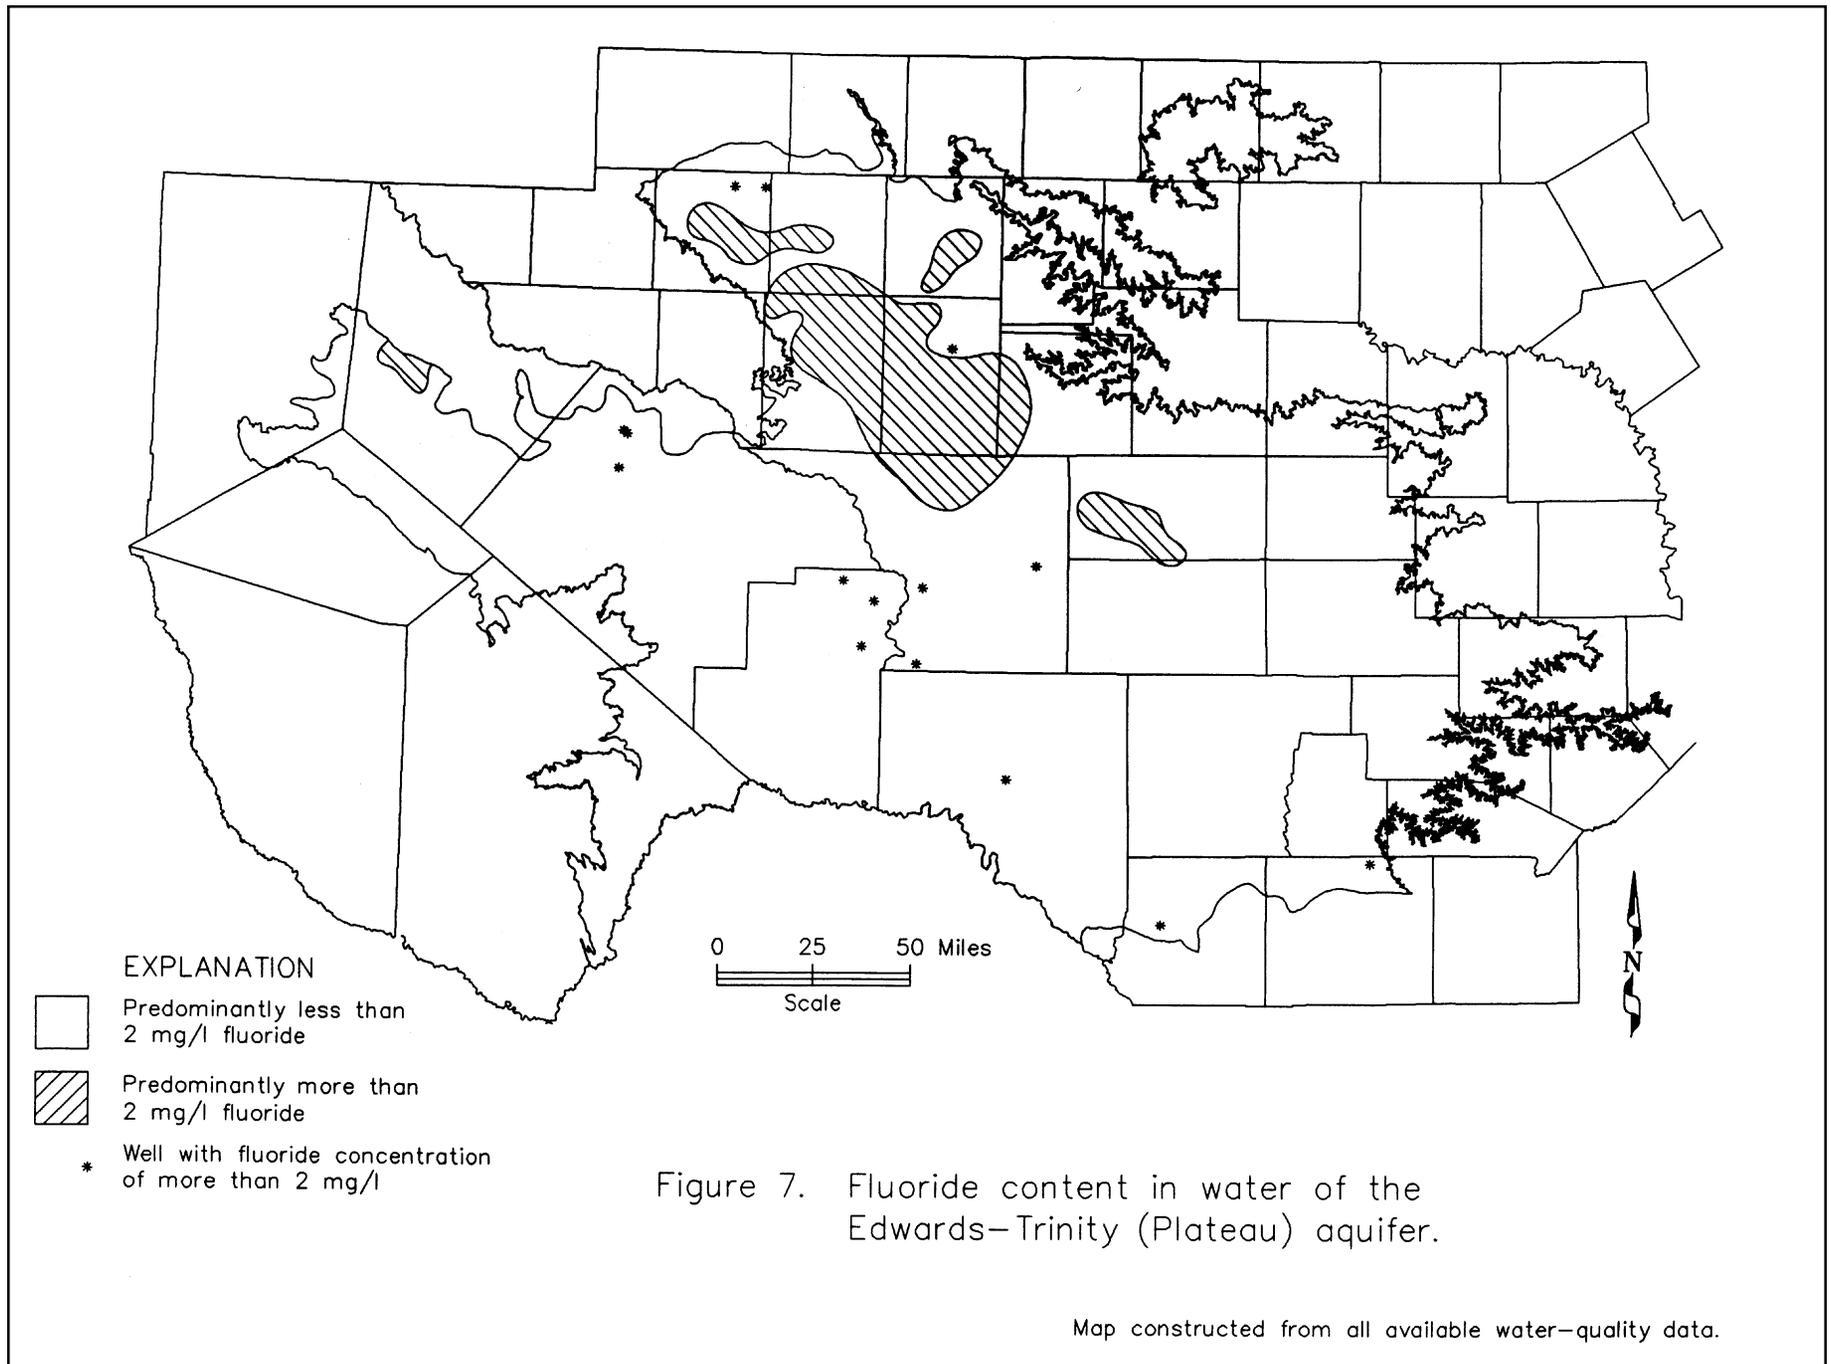 EXPLANATION
Predominantly less than
2 mg/l fluoride
Predominantly more than
2 mg/l fluoride
* Well with fluoride concentration
of more than 2 mg/l
0 25 50 Miles
Scale
N
Figure 7. Fluoride content in water of the
Edwards–Trinity (Plateau) aquifer.
Map constructed from all available water–quality data.